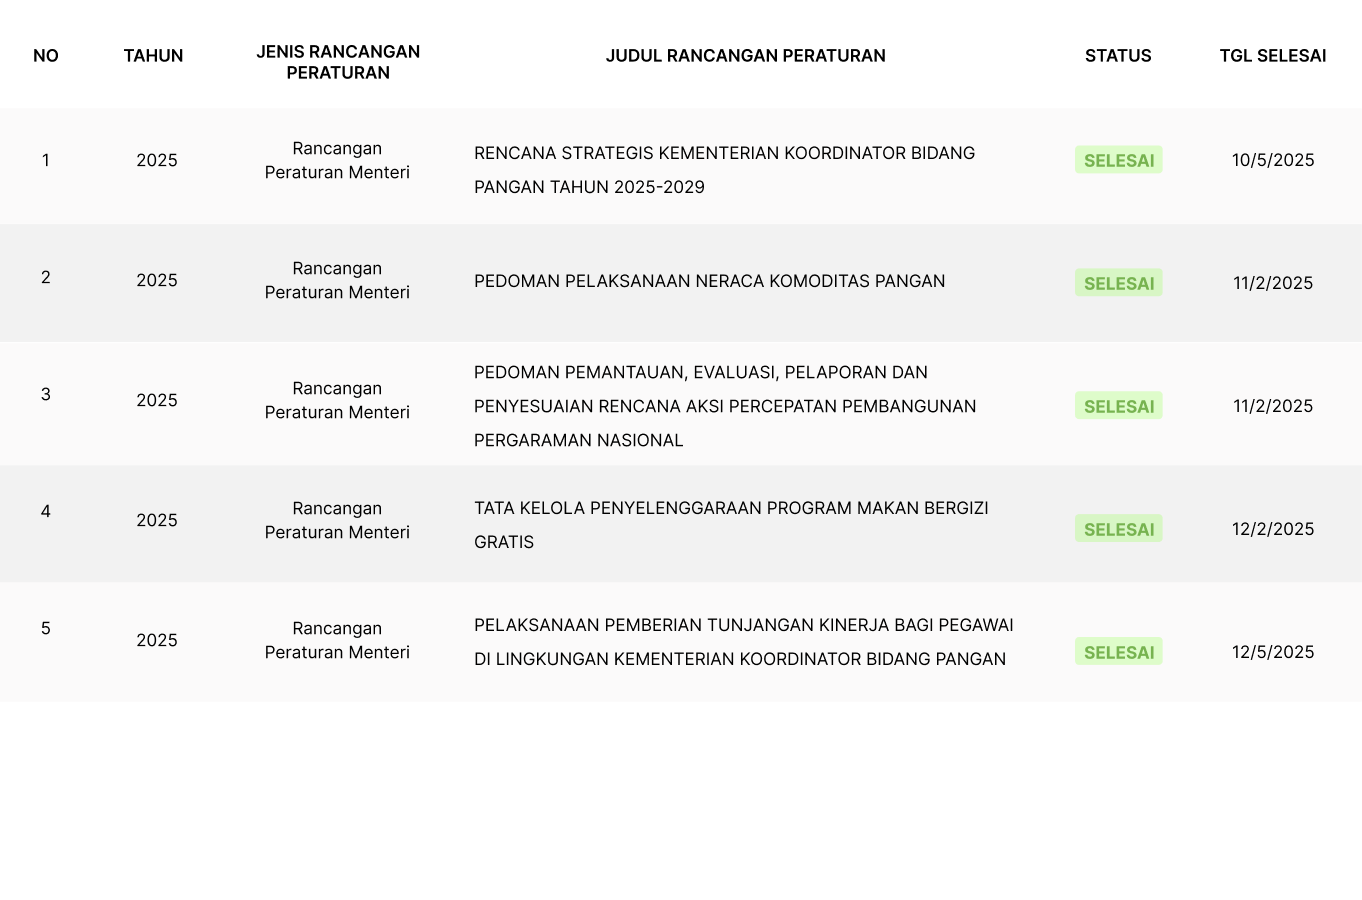 NO TAHUN JENIS RANCANGAN PERATURAN JUDUL RANCANGAN PERATURAN STATUS TGL SELESAI
1 2025 Rancangan Peraturan Menteri RENCANA STRATEGIS KEMENTERIAN KOORDINATOR BIDANG PANGAN TAHUN 2025-2029 SELESAI 10/5/2025
2 2025 Rancangan Peraturan Menteri PEDOMAN PELAKSANAAN NERACA KOMODITAS PANGAN SELESAI 11/2/2025
3 2025 Rancangan Peraturan Menteri PEDOMAN PEMANTAUAN, EVALUASI, PELAPORAN DAN PENYESUAIAN RENCANA AKSI PERCEPATAN PEMBANGUNAN PERGARAMAN NASIONAL SELESAI 11/2/2025
4 2025 Rancangan Peraturan Menteri TATA KELOLA PENYELENGGARAAN PROGRAM MAKAN BERGIZI GRATIS SELESAI 12/2/2025
5 2025 Rancangan Peraturan Menteri PELAKSANAAN PEMBERIAN TUNJANGAN KINERJA BAGI PEGAWAI DI LINGKUNGAN KEMENTERIAN KOORDINATOR BIDANG PANGAN SELESAI 12/5/2025